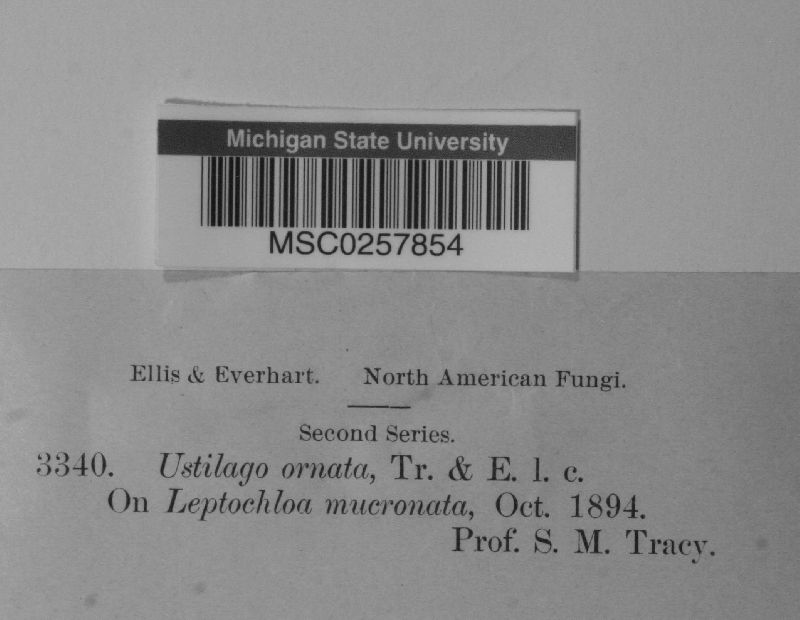 Michigan State University
MSC0257854
Ellis & Everhart. North American Fungi.
Second Series.
3340. Ustilago ornata, Tr. & E. l. c.
On Leptochloa mucronata, Oct. 1894.
Prof. S. M. Tracy.